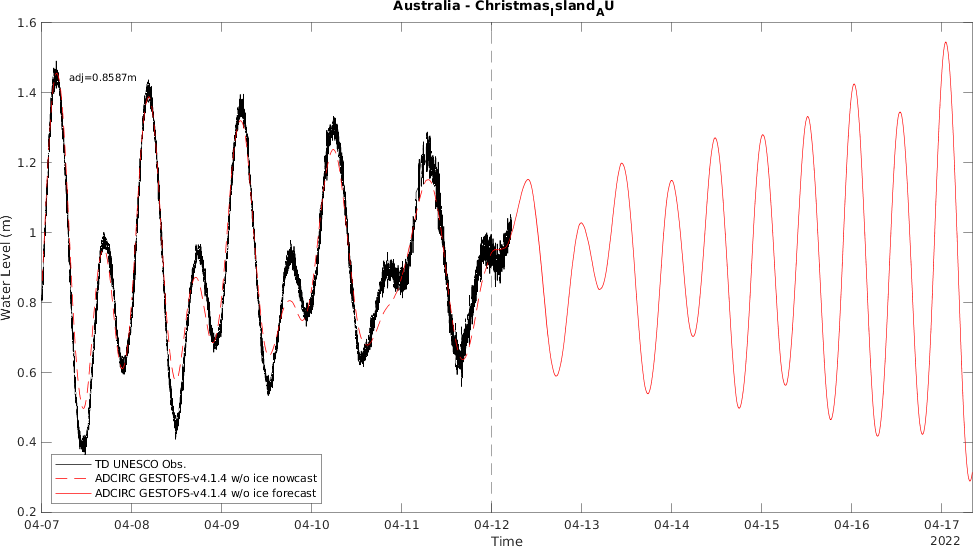 Australia - Christmas_Island_AU
adj=0.8587m
1.6
1.4
1.2
1
0.8
0.6
0.4
0.2
Water Level (m)
TD UNESCO Obs.
ADCIRC GESTOFS-v4.1.4 w/o ice nowcast
ADCIRC GESTOFS-v4.1.4 w/o ice forecast
04-07 04-08 04-09 04-10 04-11 04-12 04-13 04-14 04-15 04-16 04-17
Time 2022